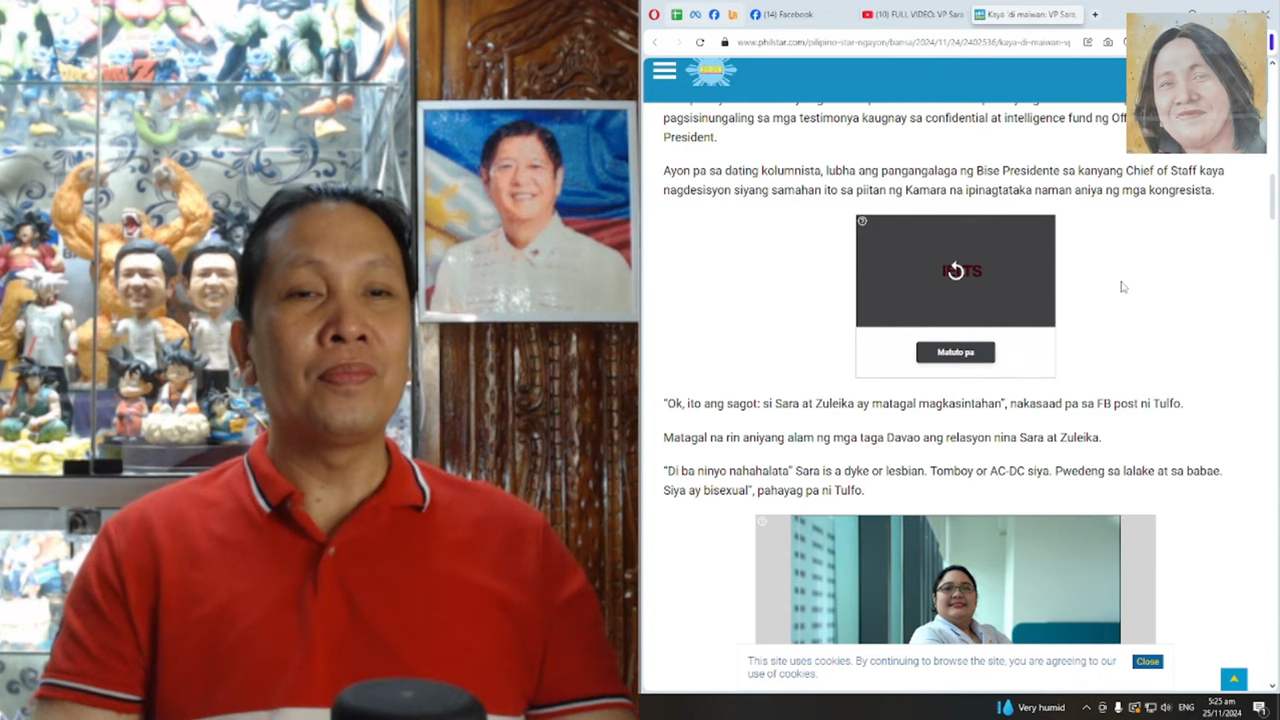 (14) Facebook
(10) FULL VIDEO: VP Sara
Kaya 'di maiwan: VP Sara,
www.philstar.com/pilipino-star-ngayon/bansa/2024/11/24/2402536/kaya-di-maiwan-
pagsisinungaling sa mga testimonya kaugnay sa confidential at intelligence fund ng
President.
Ayon pa sa dating kolumnista, lubha ang pangangalaga ng Bise Presidente sa kanyang Chief of Staff kaya
nagdesisyon siyang samahan ito sa piitan ng Kamara na ipinagtataka naman aniya ng mga kongresista.
Matuto pa
“Ok, ito ang sagot: si Sara at Zuleika ay matagal magkasintahan”, nakasaad pa sa FB post ni Tulfo.
Matagal na rin aniyang alam ng mga taga Davao ang relasyon nina Sara at Zuleika.
“Di ba ninyo nahahalata” Sara is a dyke or lesbian. Tomboy or AC-DC siya. Pwedeng sa lalake at sa babae.
Siya ay bisexual”, pahayag pa ni Tulfo.
This site uses cookies. By continuing to browse the site, you are agreeing to our
use of cookies.
Close
Very humid
ENG
5:25 am
25/11/2024